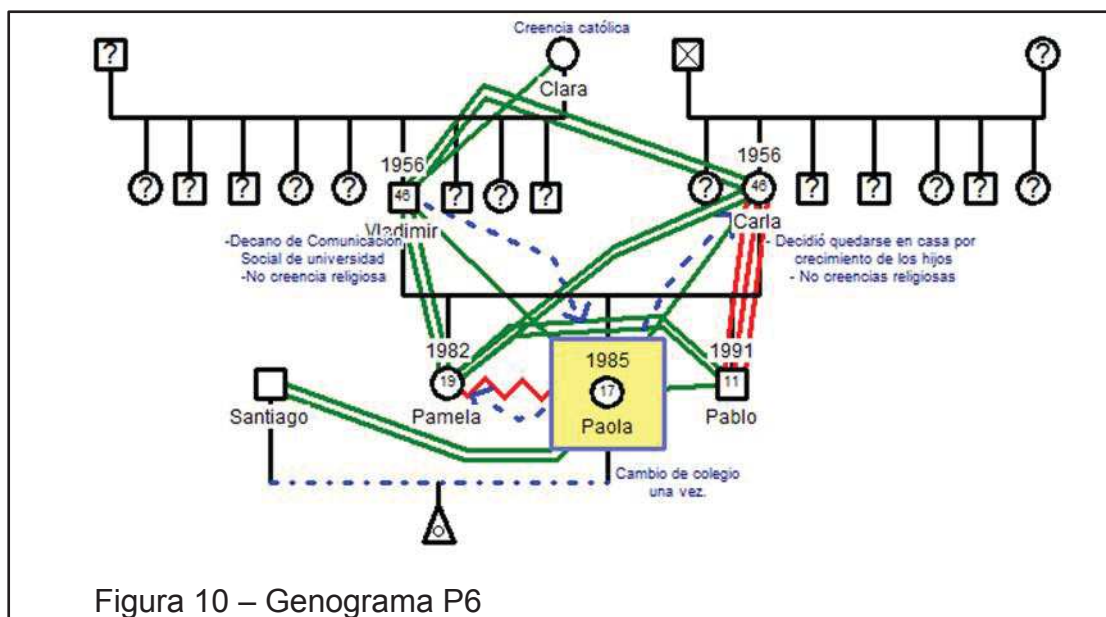 Creencia católica
?
?
Clara
1956
1956
?
?
?
?
?
46
?
?
?
?
46
?
?
?
?
?
Vladimir
Carla
-Decano de Comunicación
Social de universidad
-No creencia religiosa
- Decidió quedarse en casa por
crecimiento de los hijos
- No creencias religiosas
1982
1985
1991
19
17
11
Santiago
Pamela
Paola
Pablo
Cambio de colegio
una vez.
Figura 10 – Genograma P6